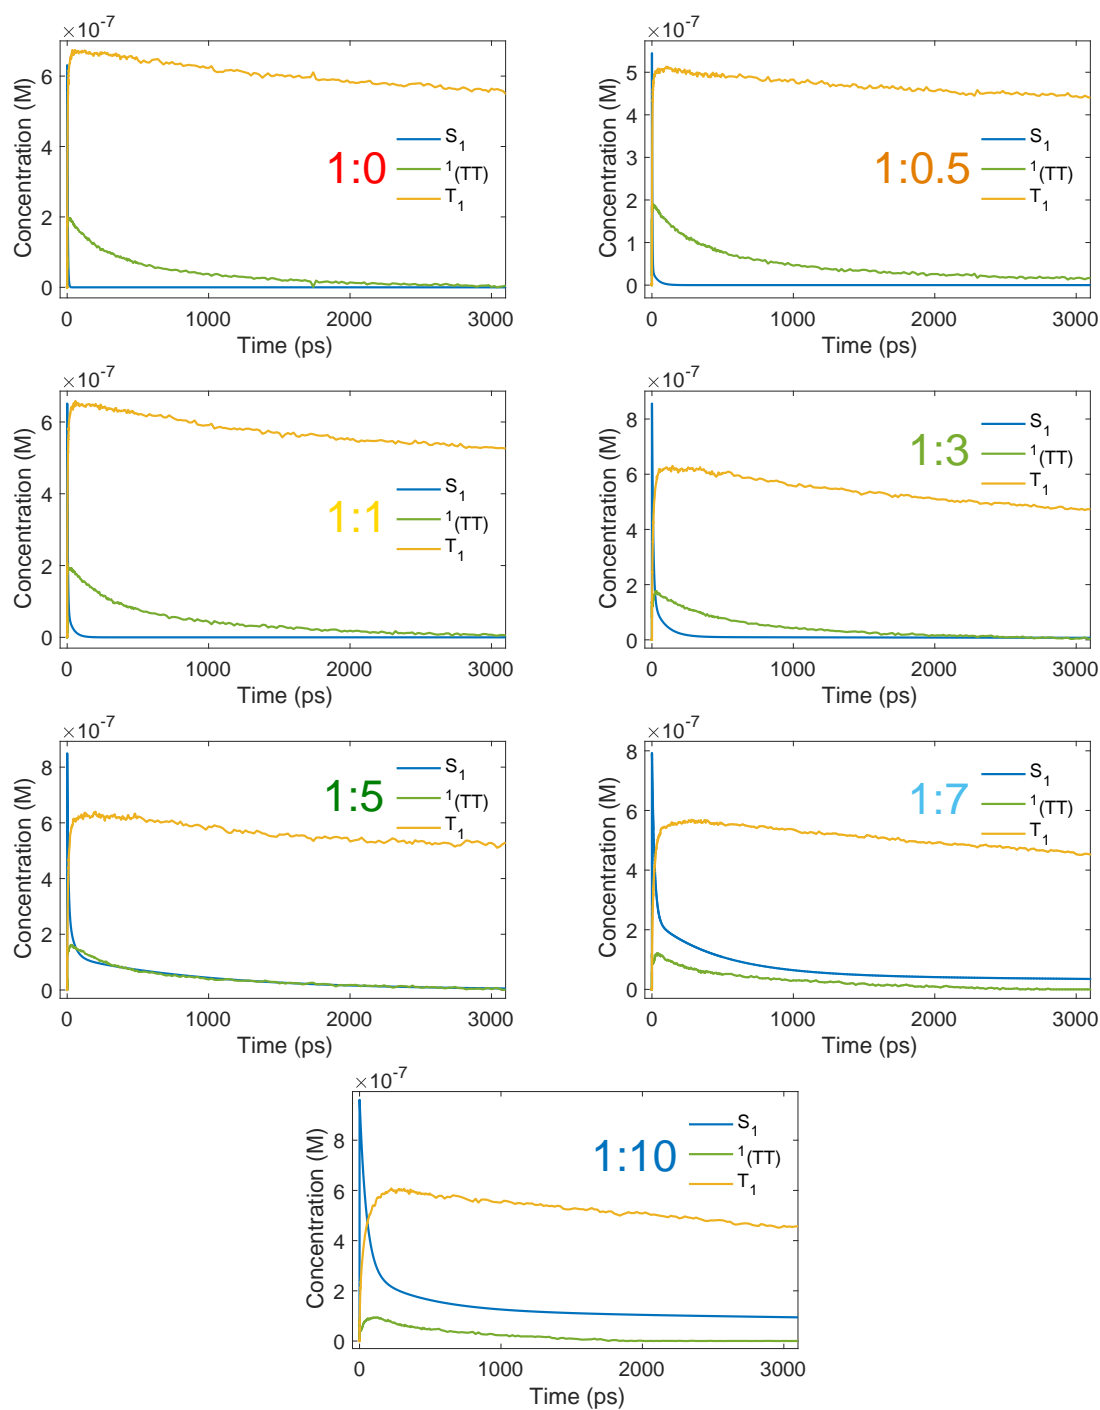 ×10-7
6
4
2
0
Concentration (M)
1:0
S1
1(TT)
T1
0 1000 2000 3000
Time (ps)
×10-7
5
4
3
2
1
0
Concentration (M)
1:0.5
S1
1(TT)
T1
0 1000 2000 3000
Time (ps)
×10-7
6
4
2
0
Concentration (M)
1:1
S1
1(TT)
T1
0 1000 2000 3000
Time (ps)
×10-7
8
6
4
2
0
Concentration (M)
1:3
S1
1(TT)
T1
0 1000 2000 3000
Time (ps)
×10-7
8
6
4
2
0
Concentration (M)
1:5
S1
1(TT)
T1
0 1000 2000 3000
Time (ps)
×10-7
8
6
4
2
0
Concentration (M)
1:7
S1
1(TT)
T1
0 1000 2000 3000
Time (ps)
×10-7
8
6
4
2
0
Concentration (M)
1:10
S1
1(TT)
T1
0 1000 2000 3000
Time (ps)